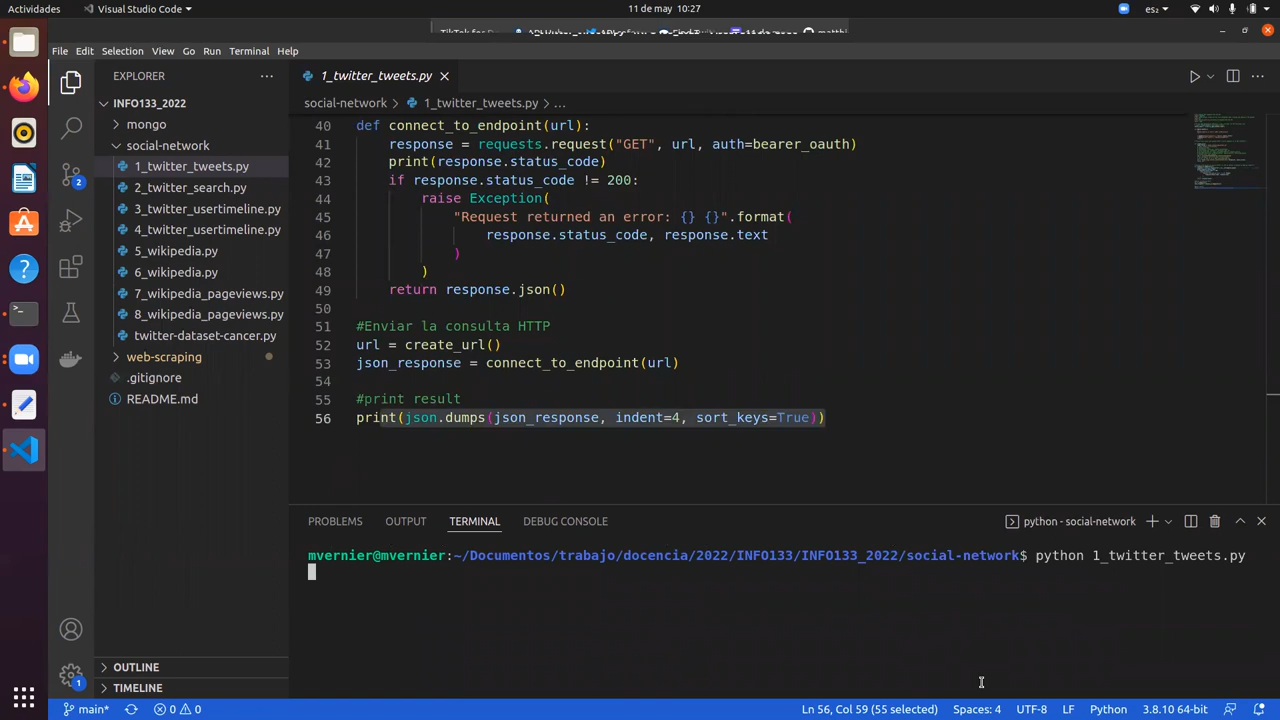 Actividades
Visual Studio Code
11 de may 10:27
es₂
File Edit Selection View Go Run Terminal Help
EXPLORER
INFO133_2022
mongo
social-network
1_twitter_tweets.py
2_twitter_search.py
3_twitter_usertimeline.py
4_twitter_usertimeline.py
5_wikipedia.py
6_wikipedia.py
7_wikipedia_pageviews.py
8_wikipedia_pageviews.py
twitter-dataset-cancer.py
web-scraping
.gitignore
README.md
OUTLINE
TIMELINE
1_twitter_tweets.py
social-network > 1_twitter_tweets.py > ...
40 def connect_to_endpoint(url):
41 response = requests.request("GET", url, auth=bearer_oauth)
42 print(response.status_code)
43 if response.status_code != 200:
44 raise Exception(
45 "Request returned an error: {} {}".format(
46 response.status_code, response.text
47 )
48 )
49 return response.json()
50
51 #Enviar la consulta HTTP
52 url = create_url()
53 json_response = connect_to_endpoint(url)
54
55 #print result
56 print(json.dumps(json_response, indent=4, sort_keys=True))
PROBLEMS OUTPUT TERMINAL DEBUG CONSOLE
python - social-network
mvernier@mvernier:~/Documentos/trabajo/docencia/2022/INFO133/INFO133_2022/social-network$ python 1_twitter_tweets.py
2
1
main* 0 0
Ln 56, Col 59 (55 selected) Spaces: 4 UTF-8 LF Python 3.8.10 64-bit